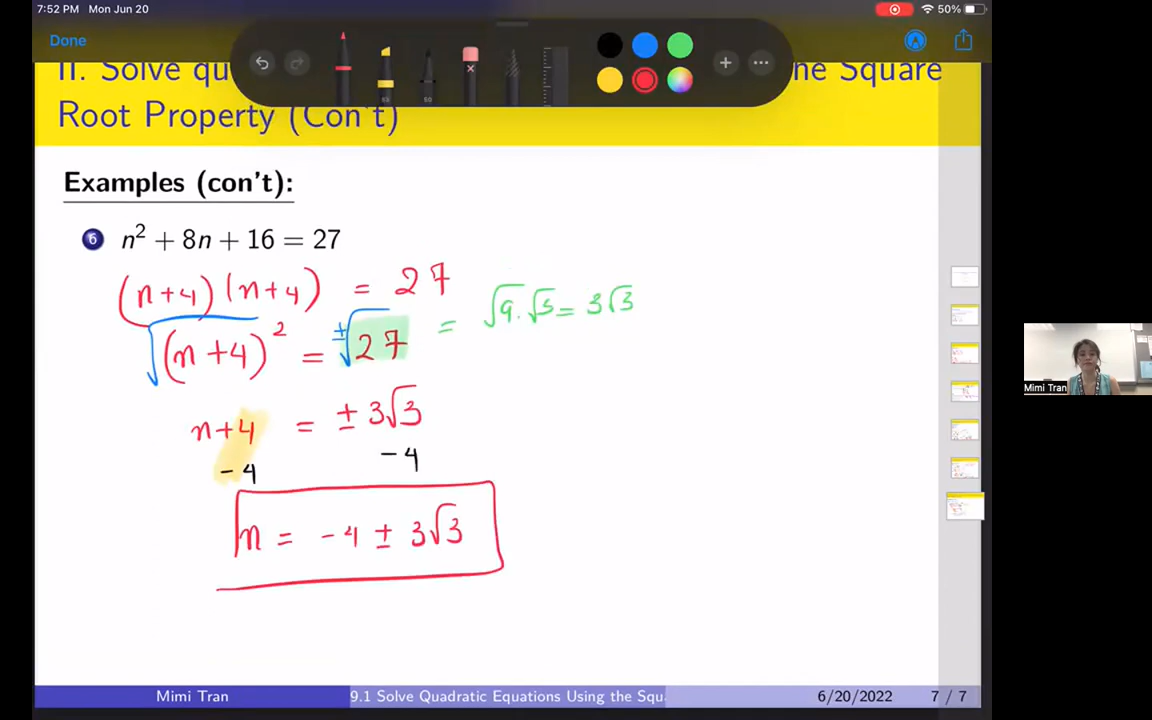 7:52 PM Mon Jun 20
50%
Done
II. Solve qu
he Square
Root Property (Con't)
Examples (con't):
6 n² + 8n + 16 = 27
(n+4)(n+4) = 27
√(n+4)² = ±√27 = √9·√3 = 3√3
n+4 = ±3√3
-4 -4
n = -4 ± 3√3
Mimi Tran
Mimi Tran
9.1 Solve Quadratic Equations Using the Squ
6/20/2022
7 / 7